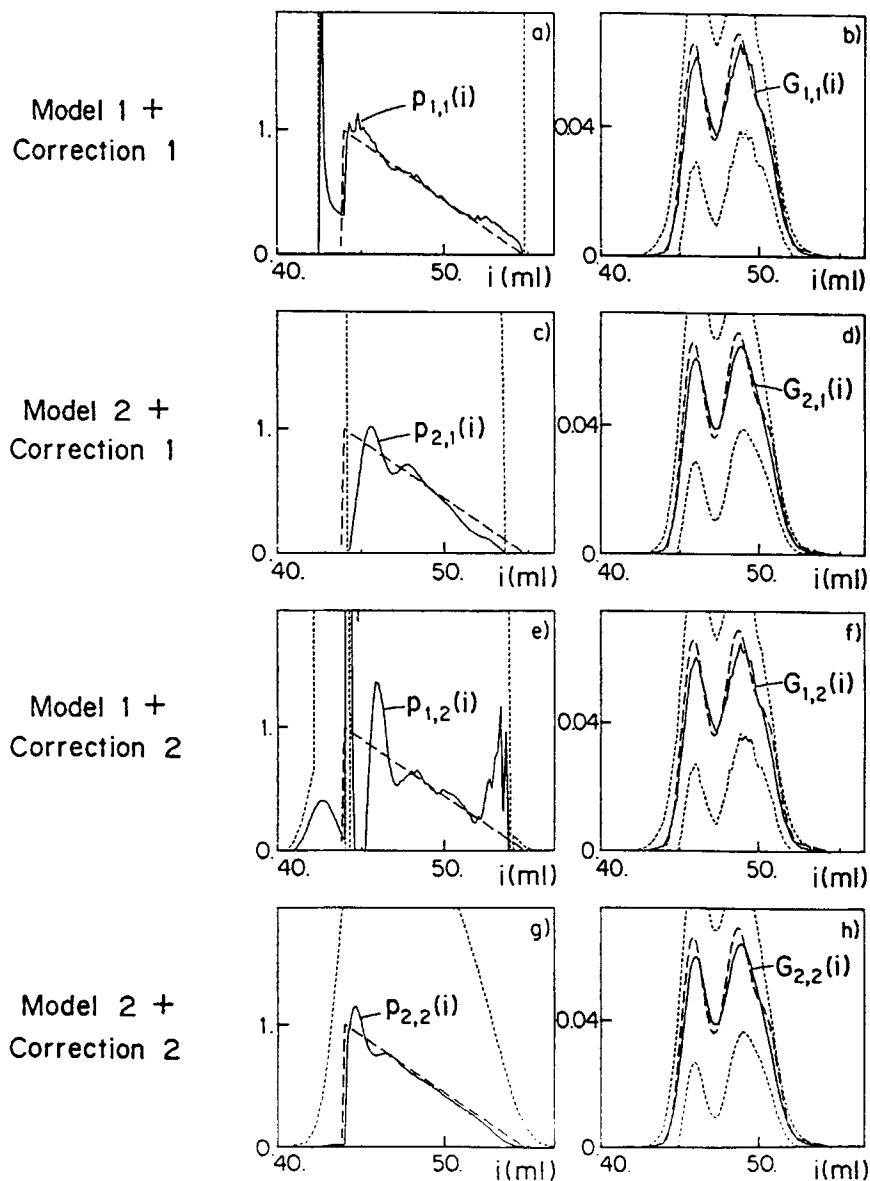 Model 1 +
Correction 1
a)
p1,1(i)
1.
0.
40.
50.
i(ml)
b)
G1,1(i)
0.04
0
40.
50.
i(ml)
Model 2 +
Correction 1
c)
p2,1(i)
1.
0.
40.
50.
i(ml)
d)
G2,1(i)
0.04
0
40.
50.
i(ml)
Model 1 +
Correction 2
e)
p1,2(i)
1.
0.
40.
50.
i(ml)
f)
G1,2(i)
0.04
0.
40.
50.
i(ml)
Model 2 +
Correction 2
g)
p2,2(i)
1.
0.
40.
50.
i(ml)
h)
G2,2(i)
0.04
0.
40.
50.
i(ml)